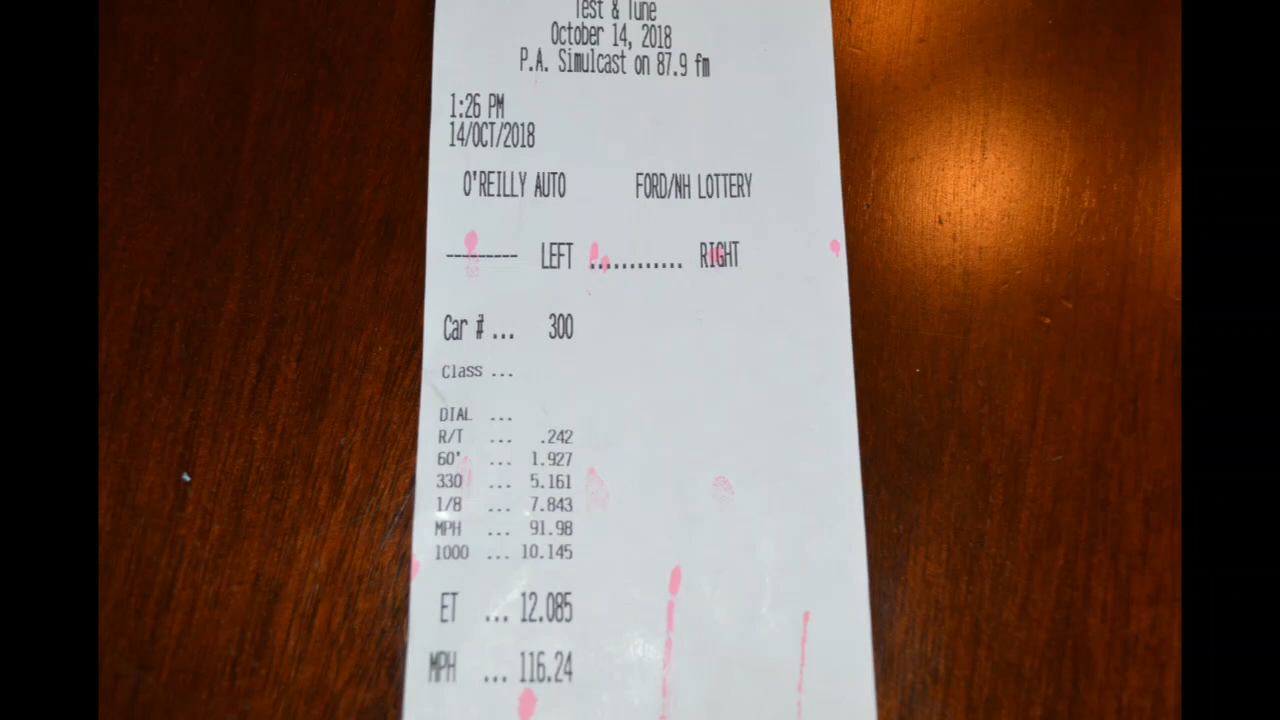 Test & Tune
October 14, 2018
P.A. Simulcast on 87.9 fm
1:26 PM
14/OCT/2018
O'REILLY AUTO FORD/NH LOTTERY
--------- LEFT ............ RIGHT
Car # ... 300
Class ...
DIAL ...
R/T ... .242
60' ... 1.927
330 ... 5.161
1/8 ... 7.843
MPH ... 91.98
1000 ... 10.145
ET ... 12.085
MPH ... 116.24